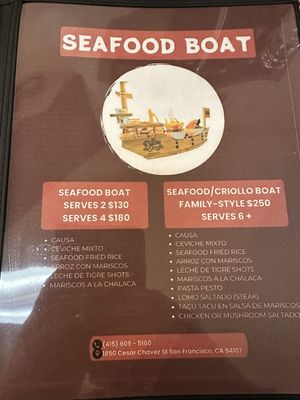 SEAFOOD BOAT
SEAFOOD BOAT
SERVES 2 $130
SERVES 4 $180
CAUSA
CEVICHE MIXTO
SEAFOOD FRIED RICE
ARROZ CON MARISCOS
LECHE DE TIGRE SHOTS
MARISCOS A LA CHALACA
SEAFOOD/CRIOLLO BOAT
FAMILY-STYLE $250
SERVES 6 +
CAUSA
CEVICHE MIXTO
SEAFOOD FRIED RICE
ARROZ CON MARISCOS
LECHE DE TIGRE SHOTS
MARISCOS A LA CHALACA
PASTA PESTO
LOMO SALTADO (STEAK)
TACU TACU EN SALSA DE MARISCOS
CHICKEN OR MUSHROOM SALTADO
(415) 609 - 5160
1850 Cesar Chavez St San Francisco, CA 94107